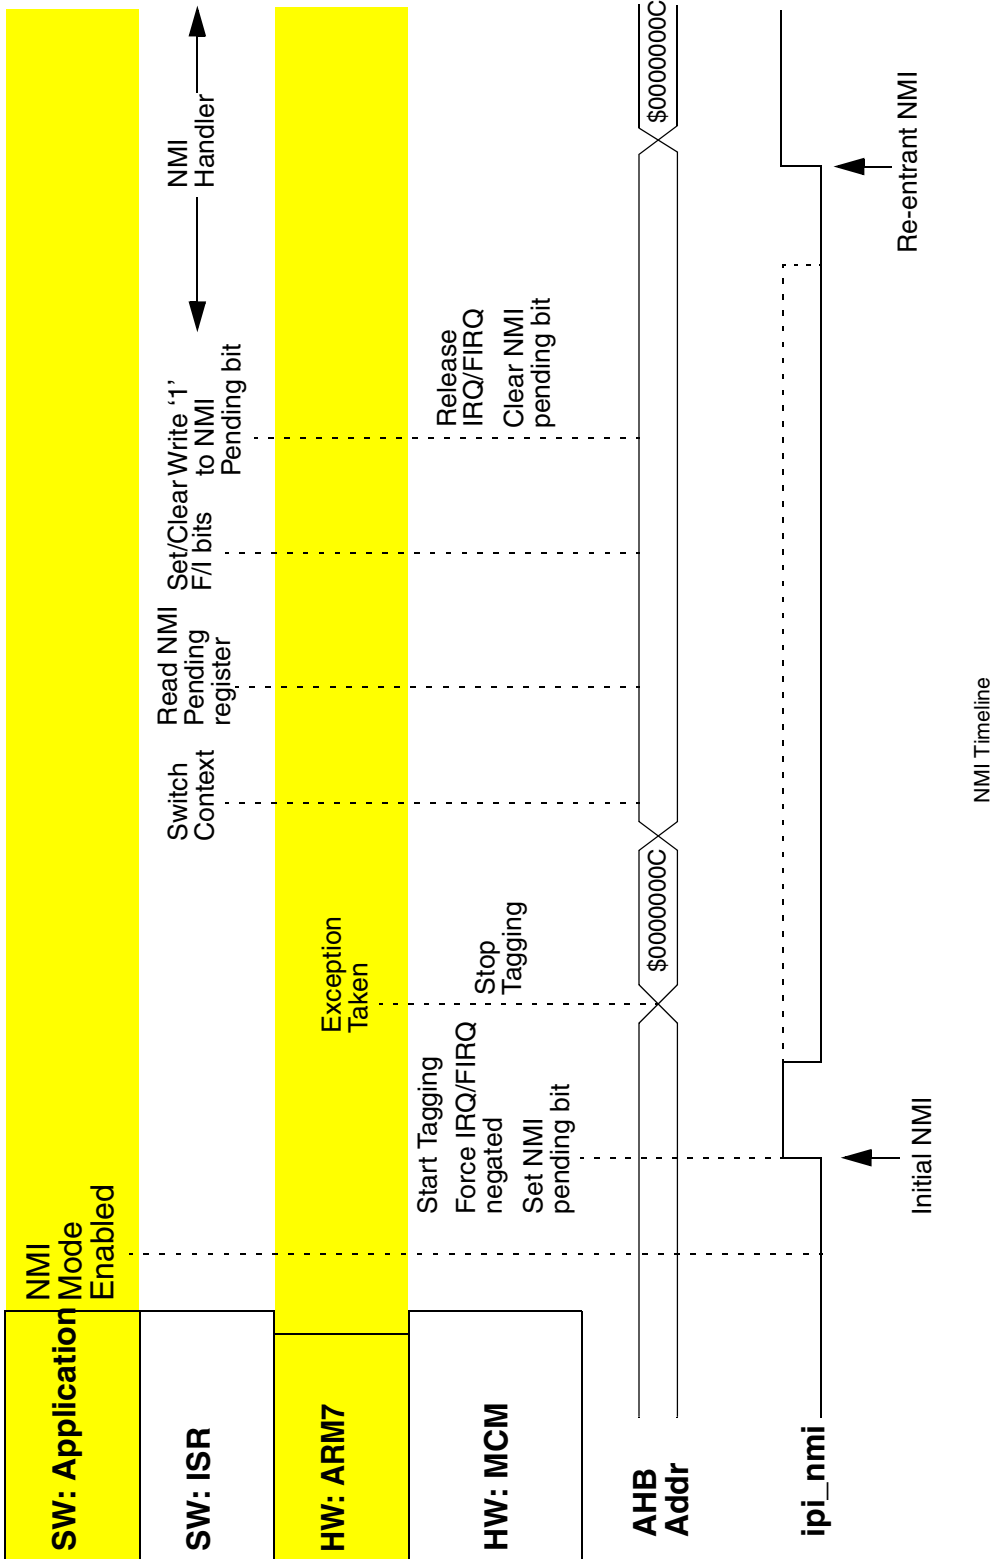 SW: Application
NMI
Mode
Enabled
SW: ISR
Switch
Context
Read NMI
Pending
register
Set/Clear
F/I bits
Write ‘1’
to NMI
Pending bit
NMI
Handler
HW: ARM7
Exception
Taken
HW: MCM
Start Tagging
Force IRQ/FIRQ
negated
Set NMI
pending bit
Stop
Tagging
Release
IRQ/FIRQ
Clear NMI
pending bit
AHB
Addr
$0000000C
$0000000C
ipi_nmi
Initial NMI
Re-entrant NMI
NMI Timeline